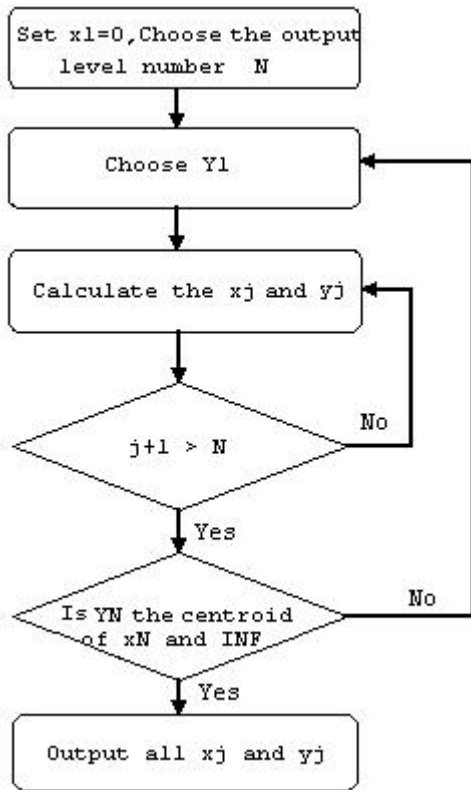 Set x1=0,Choose the output
level number N
Choose Y1
Calculate the xj and yj
No
j+1 > N
Yes
Is YN the centroid
of xN and INF
No
Yes
Output all xj and yj